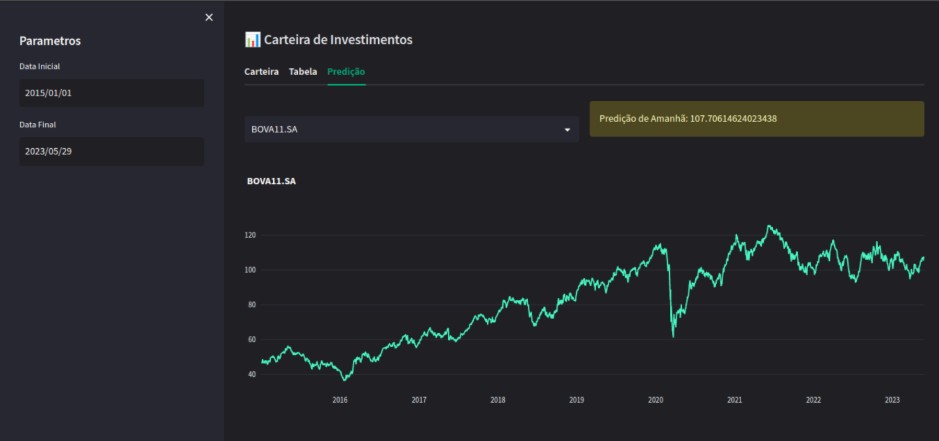 Parametros
Data Inicial
2015/01/01
Data Final
2023/05/29
📊 Carteira de Investimentos
Carteira Tabela Predição
BOVA11.SA
Predição de Amanhã: 107.70614624023438
BOVA11.SA
120
100
80
60
40
2016 2017 2018 2019 2020 2021 2022 2023